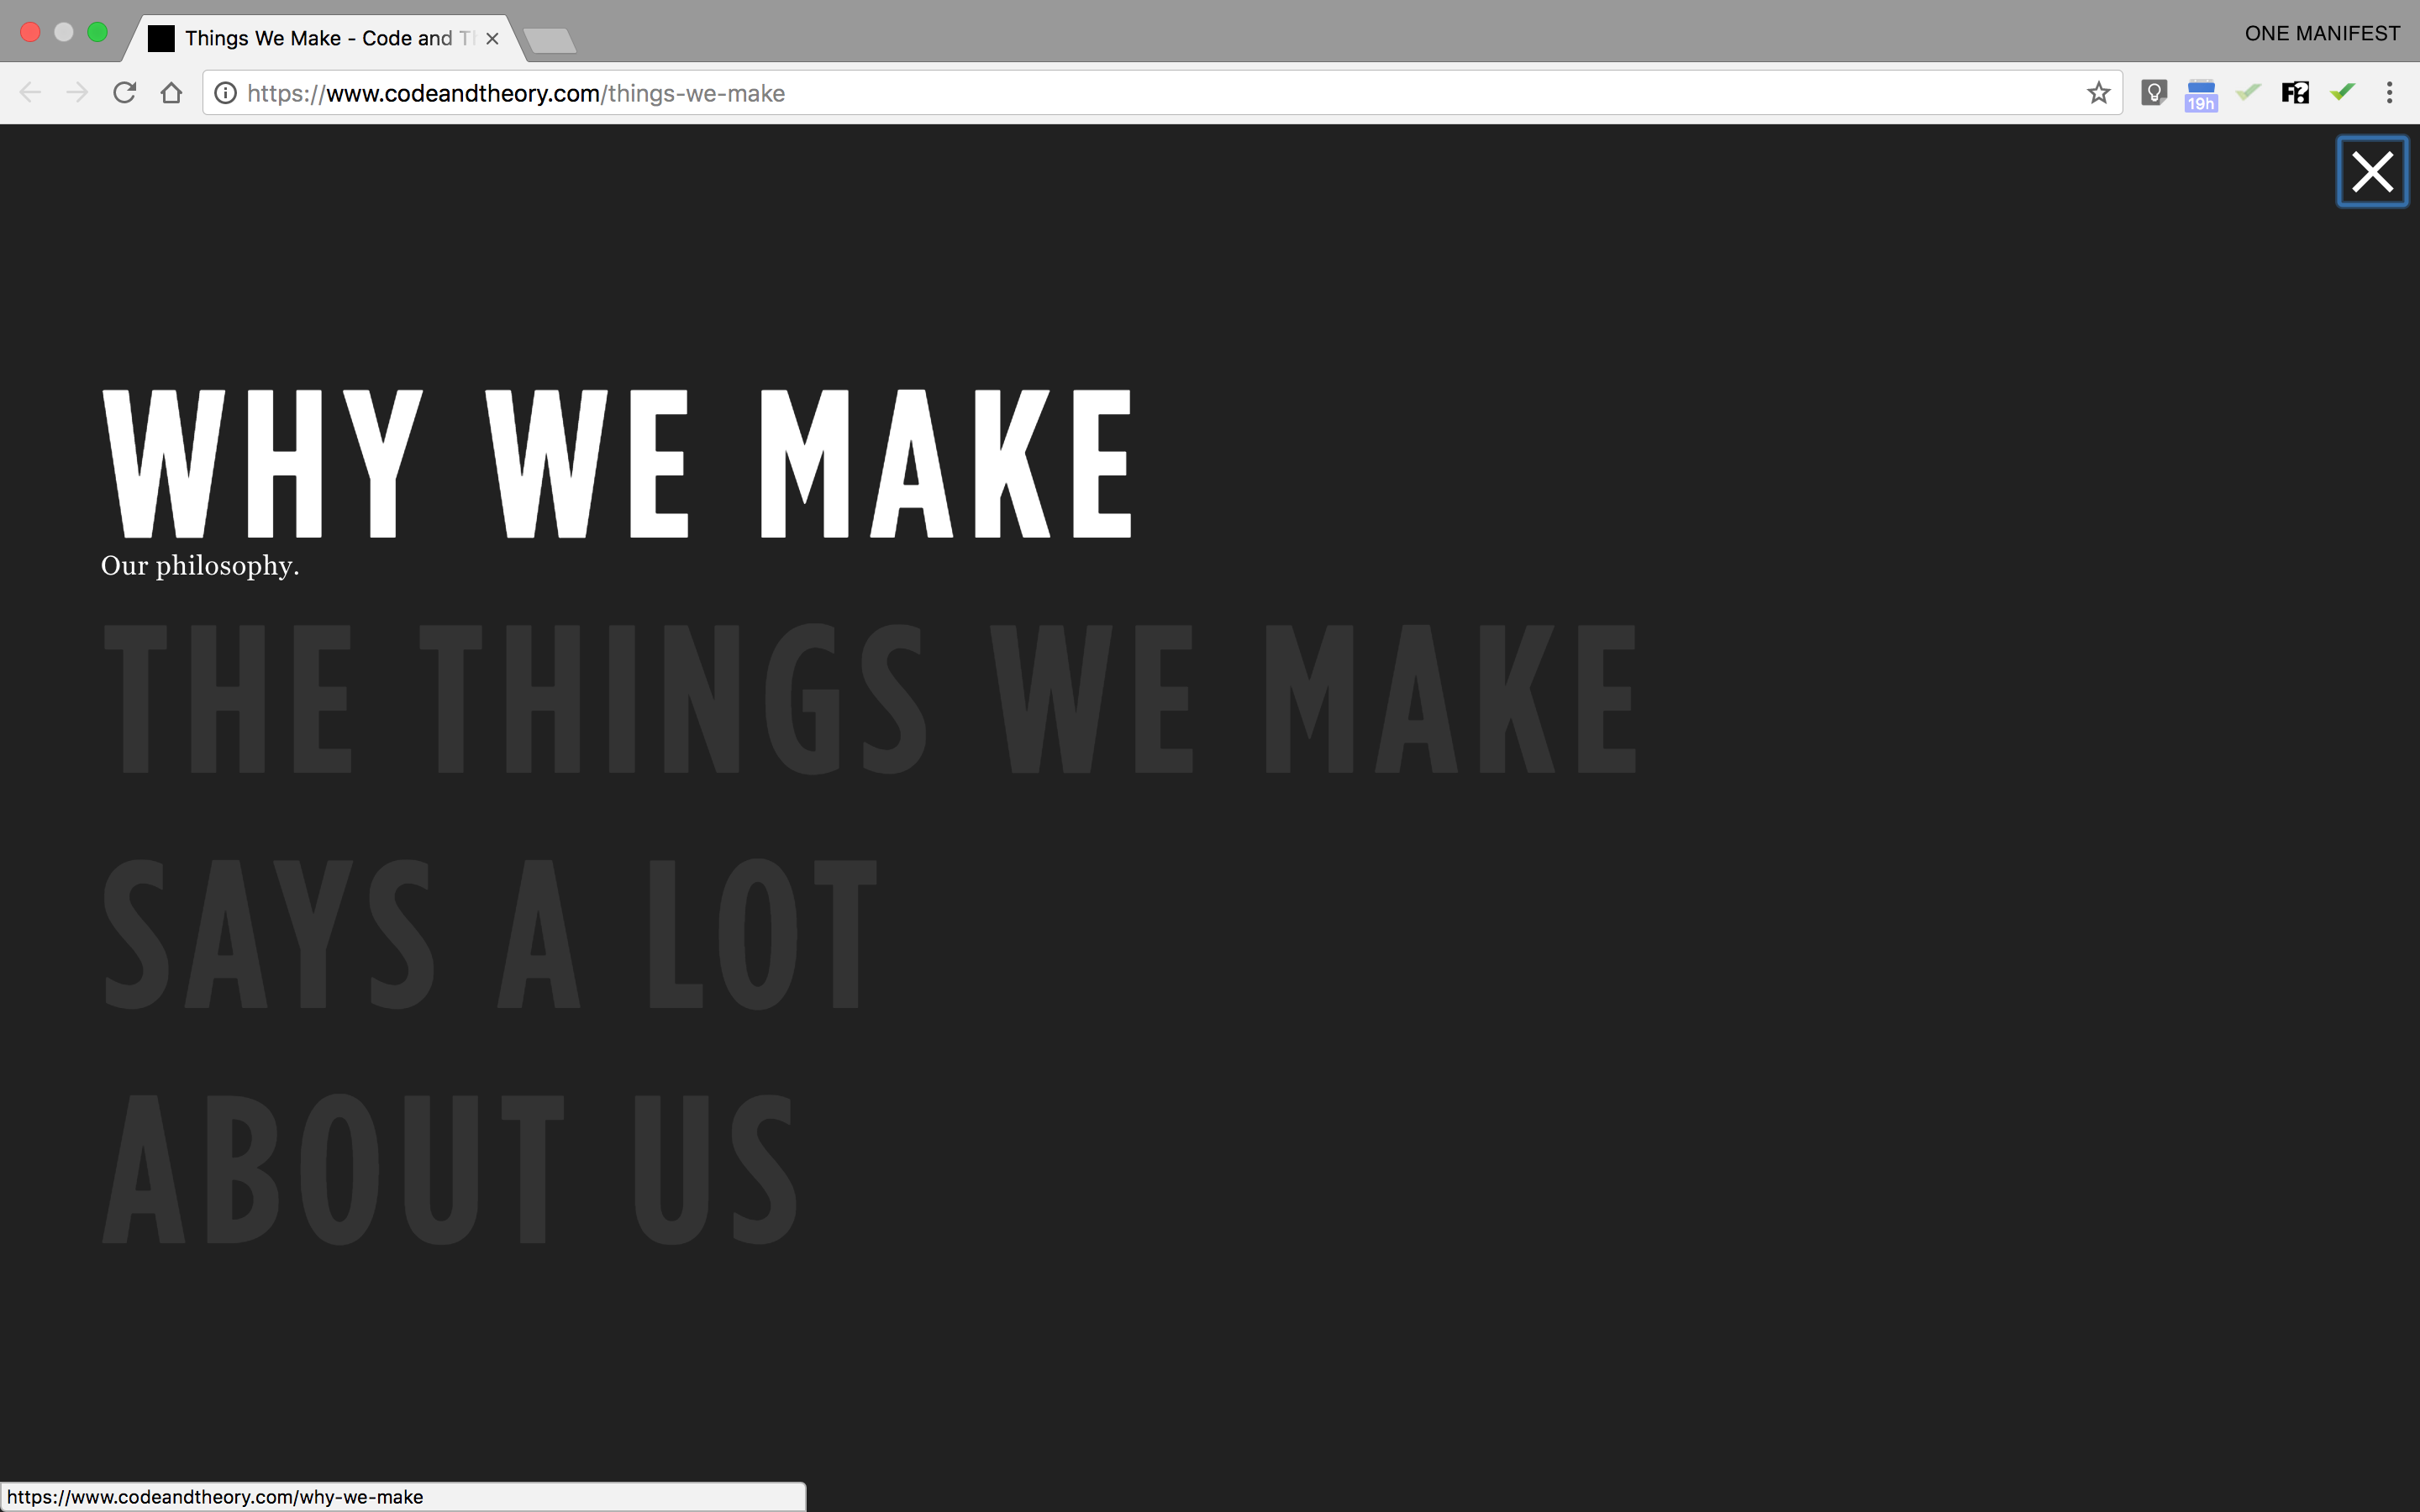 Things We Make - Code and Th
ONE MANIFEST
https://www.codeandtheory.com/things-we-make
19h
F?
WHY WE MAKE
Our philosophy.
THE THINGS WE MAKE
SAYS A LOT
ABOUT US
https://www.codeandtheory.com/why-we-make